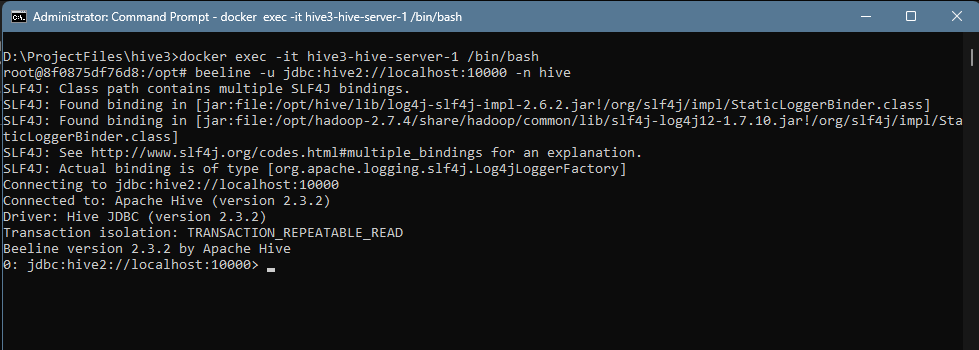 Administrator: Command Prompt - docker  exec -it hive3-hive-server-1 /bin/bash
D:\ProjectFiles\hive3>docker exec -it hive3-hive-server-1 /bin/bash
root@8f0875df76d8:/opt# beeline -u jdbc:hive2://localhost:10000 -n hive
SLF4J: Class path contains multiple SLF4J bindings.
SLF4J: Found binding in [jar:file:/opt/hive/lib/log4j-slf4j-impl-2.6.2.jar!/org/slf4j/impl/StaticLoggerBinder.class]
SLF4J: Found binding in [jar:file:/opt/hadoop-2.7.4/share/hadoop/common/lib/slf4j-log4j12-1.7.10.jar!/org/slf4j/impl/Sta
ticLoggerBinder.class]
SLF4J: See http://www.slf4j.org/codes.html#multiple_bindings for an explanation.
SLF4J: Actual binding is of type [org.apache.logging.slf4j.Log4jLoggerFactory]
Connecting to jdbc:hive2://localhost:10000
Connected to: Apache Hive (version 2.3.2)
Driver: Hive JDBC (version 2.3.2)
Transaction isolation: TRANSACTION_REPEATABLE_READ
Beeline version 2.3.2 by Apache Hive
0: jdbc:hive2://localhost:10000>